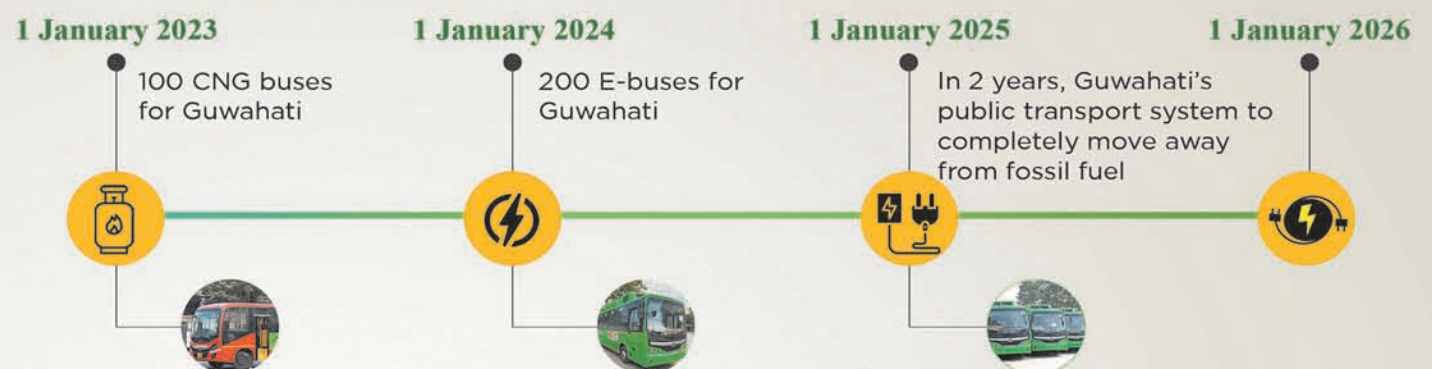 1 January 2023
100 CNG buses
for Guwahati
1 January 2024
200 E-buses for
Guwahati
1 January 2025
In 2 years, Guwahati's
public transport system to
completely move away
from fossil fuel
1 January 2026